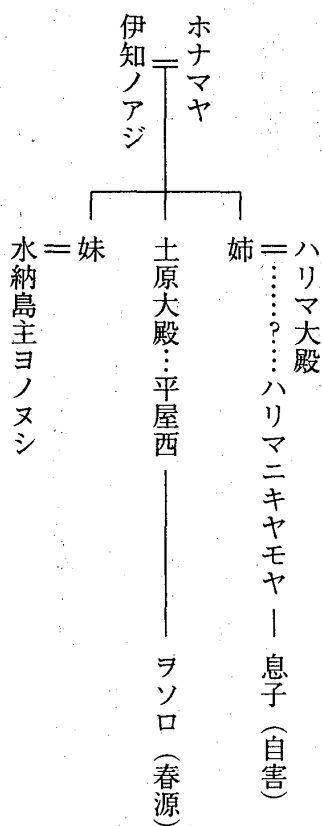 ホナマヤ
伊知ノアジ
ハリマ大殿
姉＝……?……ハリマニキヤモヤ―息子（自害）
土原大殿…平屋西――ヲソロ（春源）
妹
水納島主ヨノヌシ